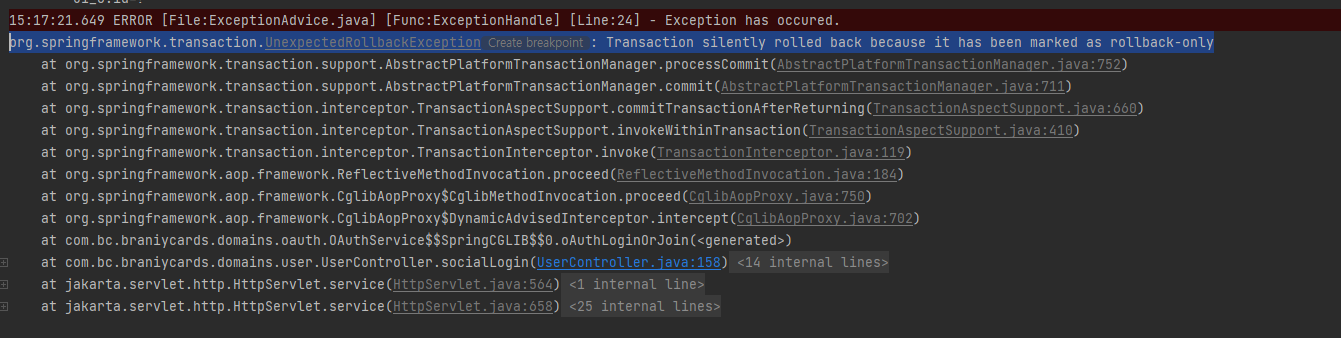 15:17:21.649 ERROR [File:ExceptionAdvice.java] [Func:ExceptionHandle] [Line:24] - Exception has occured.
org.springframework.transaction.UnexpectedRollbackException Create breakpoint : Transaction silently rolled back because it has been marked as rollback-only
at org.springframework.transaction.support.AbstractPlatformTransactionManager.processCommit(AbstractPlatformTransactionManager.java:752)
at org.springframework.transaction.support.AbstractPlatformTransactionManager.commit(AbstractPlatformTransactionManager.java:711)
at org.springframework.transaction.interceptor.TransactionAspectSupport.commitTransactionAfterReturning(TransactionAspectSupport.java:660)
at org.springframework.transaction.interceptor.TransactionAspectSupport.invokeWithinTransaction(TransactionAspectSupport.java:410)
at org.springframework.transaction.interceptor.TransactionInterceptor.invoke(TransactionInterceptor.java:119)
at org.springframework.aop.framework.ReflectiveMethodInvocation.proceed(ReflectiveMethodInvocation.java:184)
at org.springframework.aop.framework.CglibAopProxy$CglibMethodInvocation.proceed(CglibAopProxy.java:750)
at org.springframework.aop.framework.CglibAopProxy$DynamicAdvisedInterceptor.intercept(CglibAopProxy.java:702)
at com.bc.braniycards.domains.oauth.OAuthService$$SpringCGLIB$$0.oAuthLoginOrJoin(<generated>)
at com.bc.braniycards.domains.user.UserController.socialLogin(UserController.java:158) <14 internal lines>
at jakarta.servlet.http.HttpServlet.service(HttpServlet.java:564) <1 internal line>
at jakarta.servlet.http.HttpServlet.service(HttpServlet.java:658) <25 internal lines>